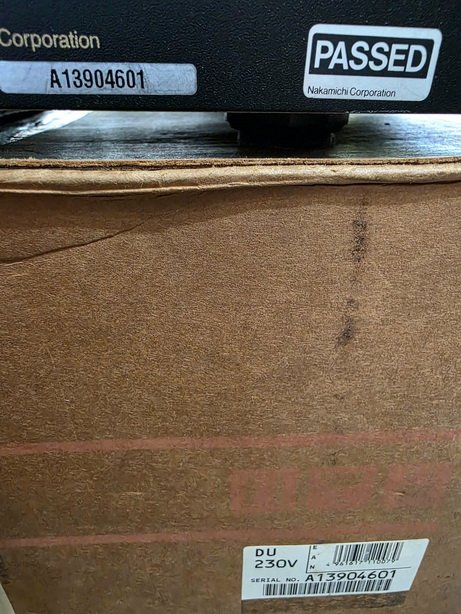 Corporation
A13904601
PASSED
Nakamichi Corporation
DU
230V
E
A
N
SERIAL NO. A13904601